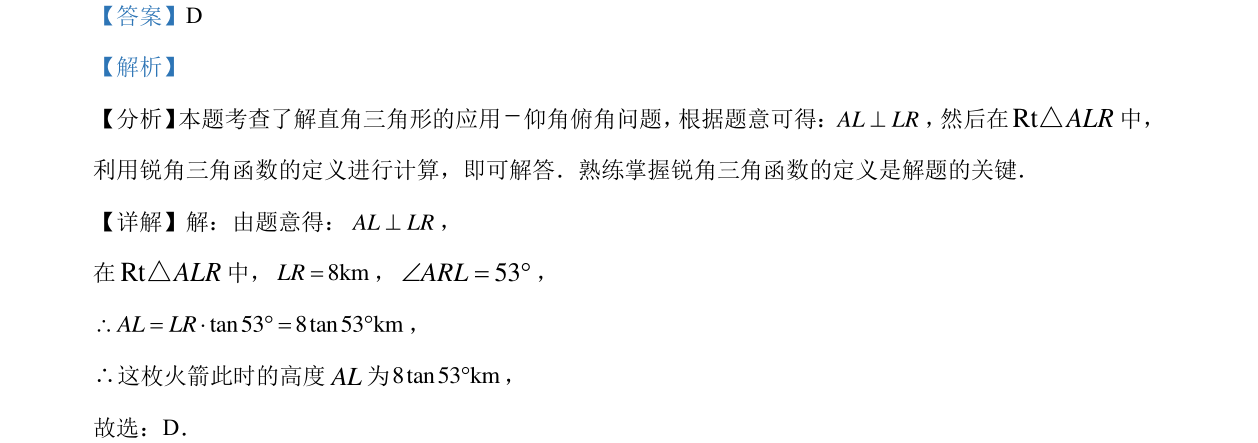 【答案】D
【解析】
【分析】本题考查了解直角三角形的应用－仰角俯角问题，根据题意可得：AL⊥LR，然后在Rt△ALR中，
利用锐角三角函数的定义进行计算，即可解答．熟练掌握锐角三角函数的定义是解题的关键．
【详解】解：由题意得：AL⊥LR，
在Rt△ALR中，LR=8km，∠ARL=53°，
∴AL=LR·tan53°=8tan53°km，
∴这枚火箭此时的高度AL为8tan53°km，
故选：D．